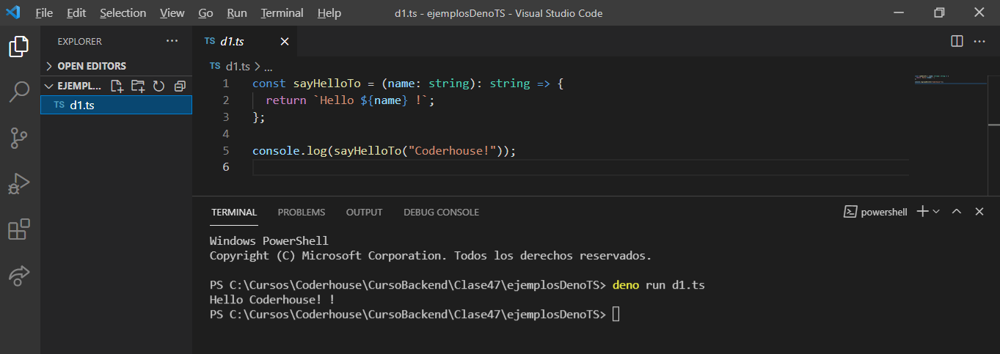 File Edit Selection View Go Run Terminal Help d1.ts - ejemplosDenoTS - Visual Studio Code
EXPLORER ...
OPEN EDITORS
EJEMPL...
TS d1.ts
TS d1.ts
TS d1.ts > ...
1 const sayHelloTo = (name: string): string => {
2 return `Hello ${name} !`;
3 };
4
5 console.log(sayHelloTo("Coderhouse!"));
6
TERMINAL PROBLEMS OUTPUT DEBUG CONSOLE powershell
Windows PowerShell
Copyright (C) Microsoft Corporation. Todos los derechos reservados.
PS C:\Cursos\Coderhouse\CursoBackend\Clase47\ejemplosDenoTS> deno run d1.ts
Hello Coderhouse! !
PS C:\Cursos\Coderhouse\CursoBackend\Clase47\ejemplosDenoTS>